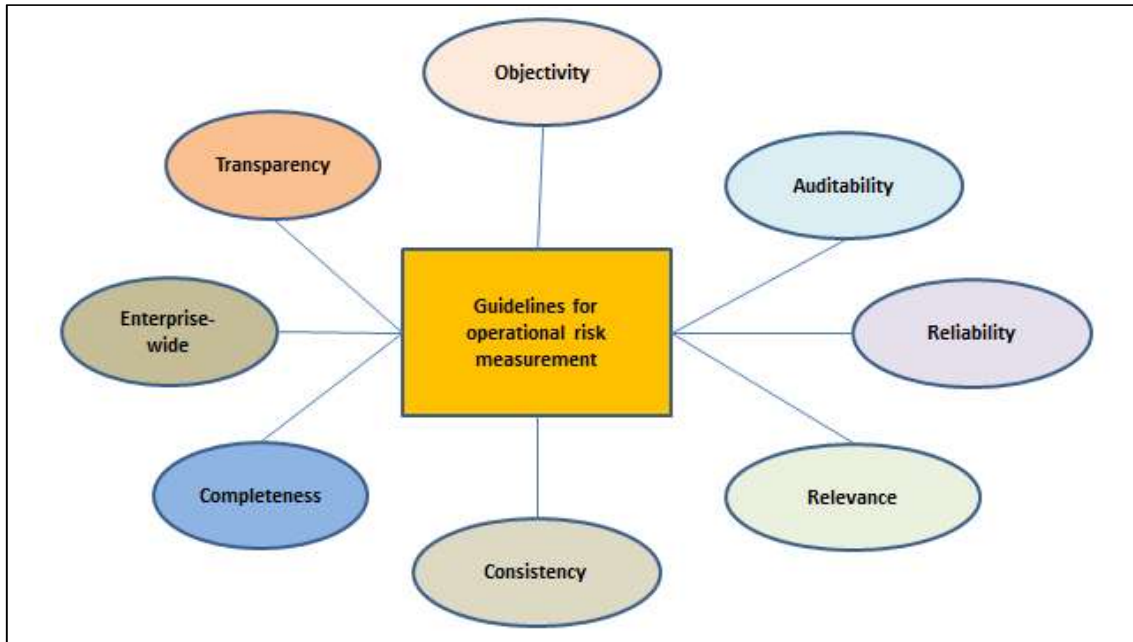 Objectivity
Transparency
Auditability
Guidelines for
operational risk
measurement
Enterprise-
wide
Reliability
Completeness
Relevance
Consistency